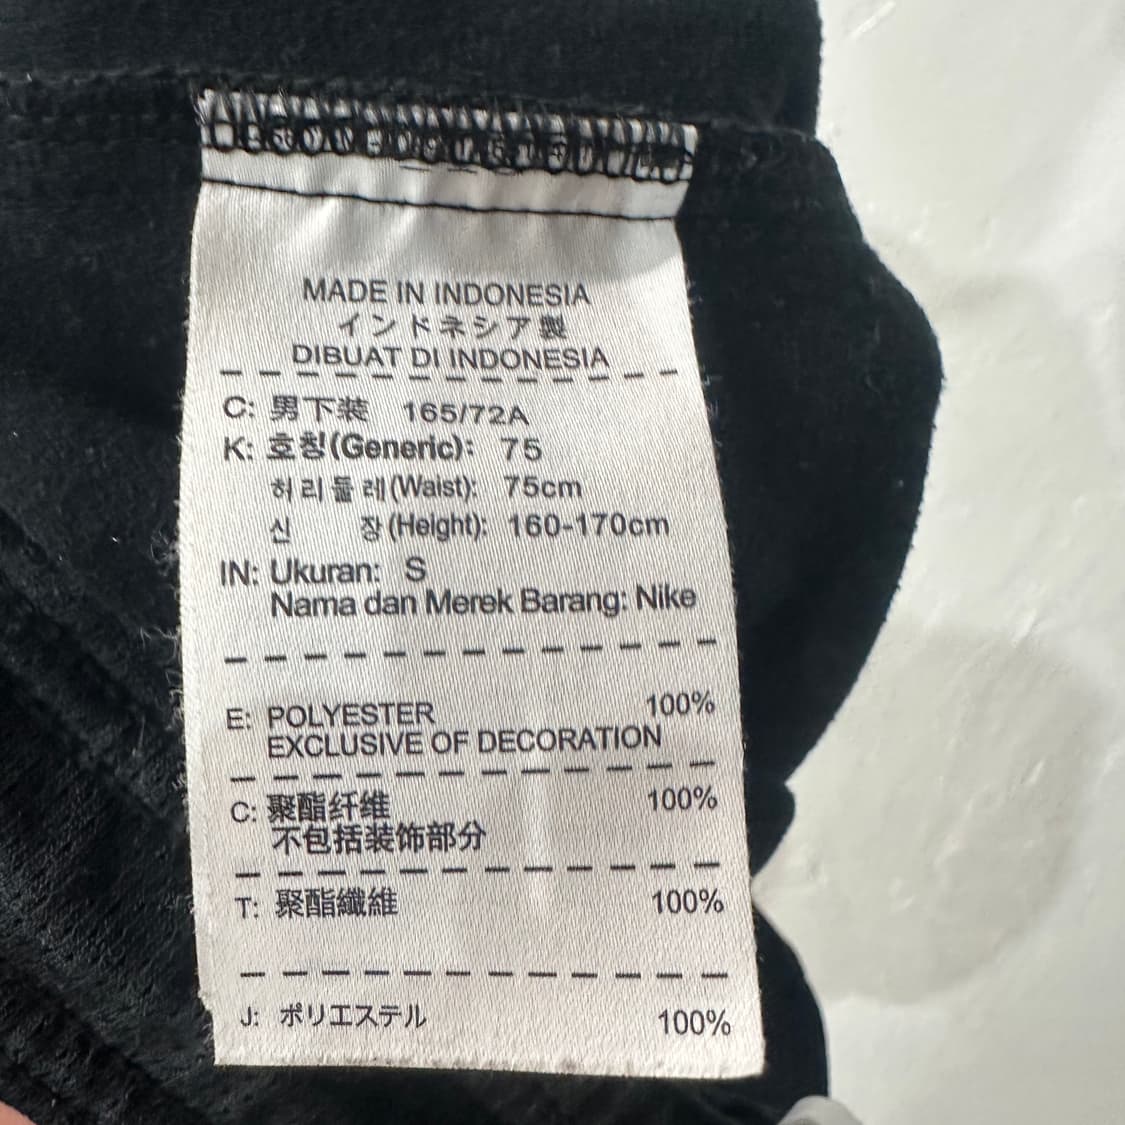 MADE IN INDONESIA
インドネシア製
DIBUAT DI INDONESIA
C: 男下装 165/72A
K: 호칭(Generic): 75
허리둘레(Waist): 75cm
신 장(Height): 160-170cm
IN: Ukuran: S
Nama dan Merek Barang: Nike
E: POLYESTER 100%
EXCLUSIVE OF DECORATION
C: 聚酯纤维 100%
不包括装饰部分
T: 聚酯纖維 100%
J: ポリエステル 100%